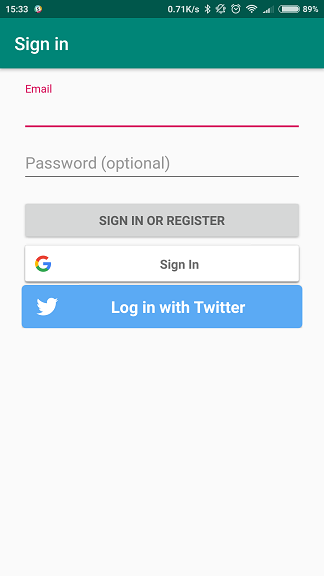 15:33 0.71K/s 89%
Sign in
Email
Password (optional)
SIGN IN OR REGISTER
Sign In
Log in with Twitter